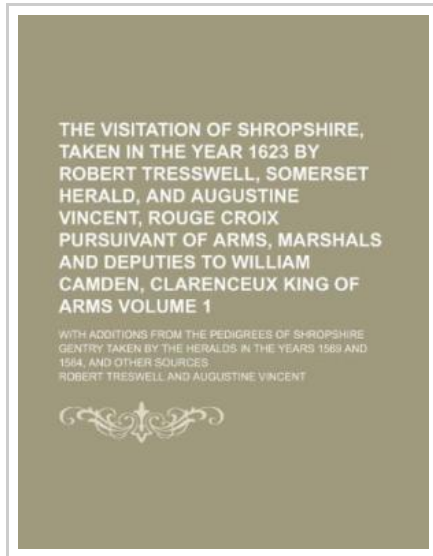 THE VISITATION OF SHROPSHIRE,
TAKEN IN THE YEAR 1623 BY
ROBERT TRESSWELL, SOMERSET
HERALD, AND AUGUSTINE
VINCENT, ROUGE CROIX
PURSUIVANT OF ARMS, MARSHALS
AND DEPUTIES TO WILLIAM
CAMDEN, CLARENCEUX KING OF
ARMS VOLUME 1
WITH ADDITIONS FROM THE PEDIGREES OF SHROPSHIRE
GENTRY TAKEN BY THE HERALDS IN THE YEARS 1569 AND
1584, AND OTHER SOURCES
ROBERT TRESWELL AND AUGUSTINE VINCENT